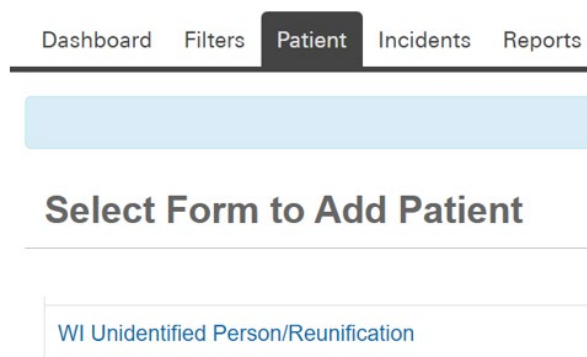 Dashboard Filters Patient Incidents Reports
Select Form to Add Patient
WI Unidentified Person/Reunification